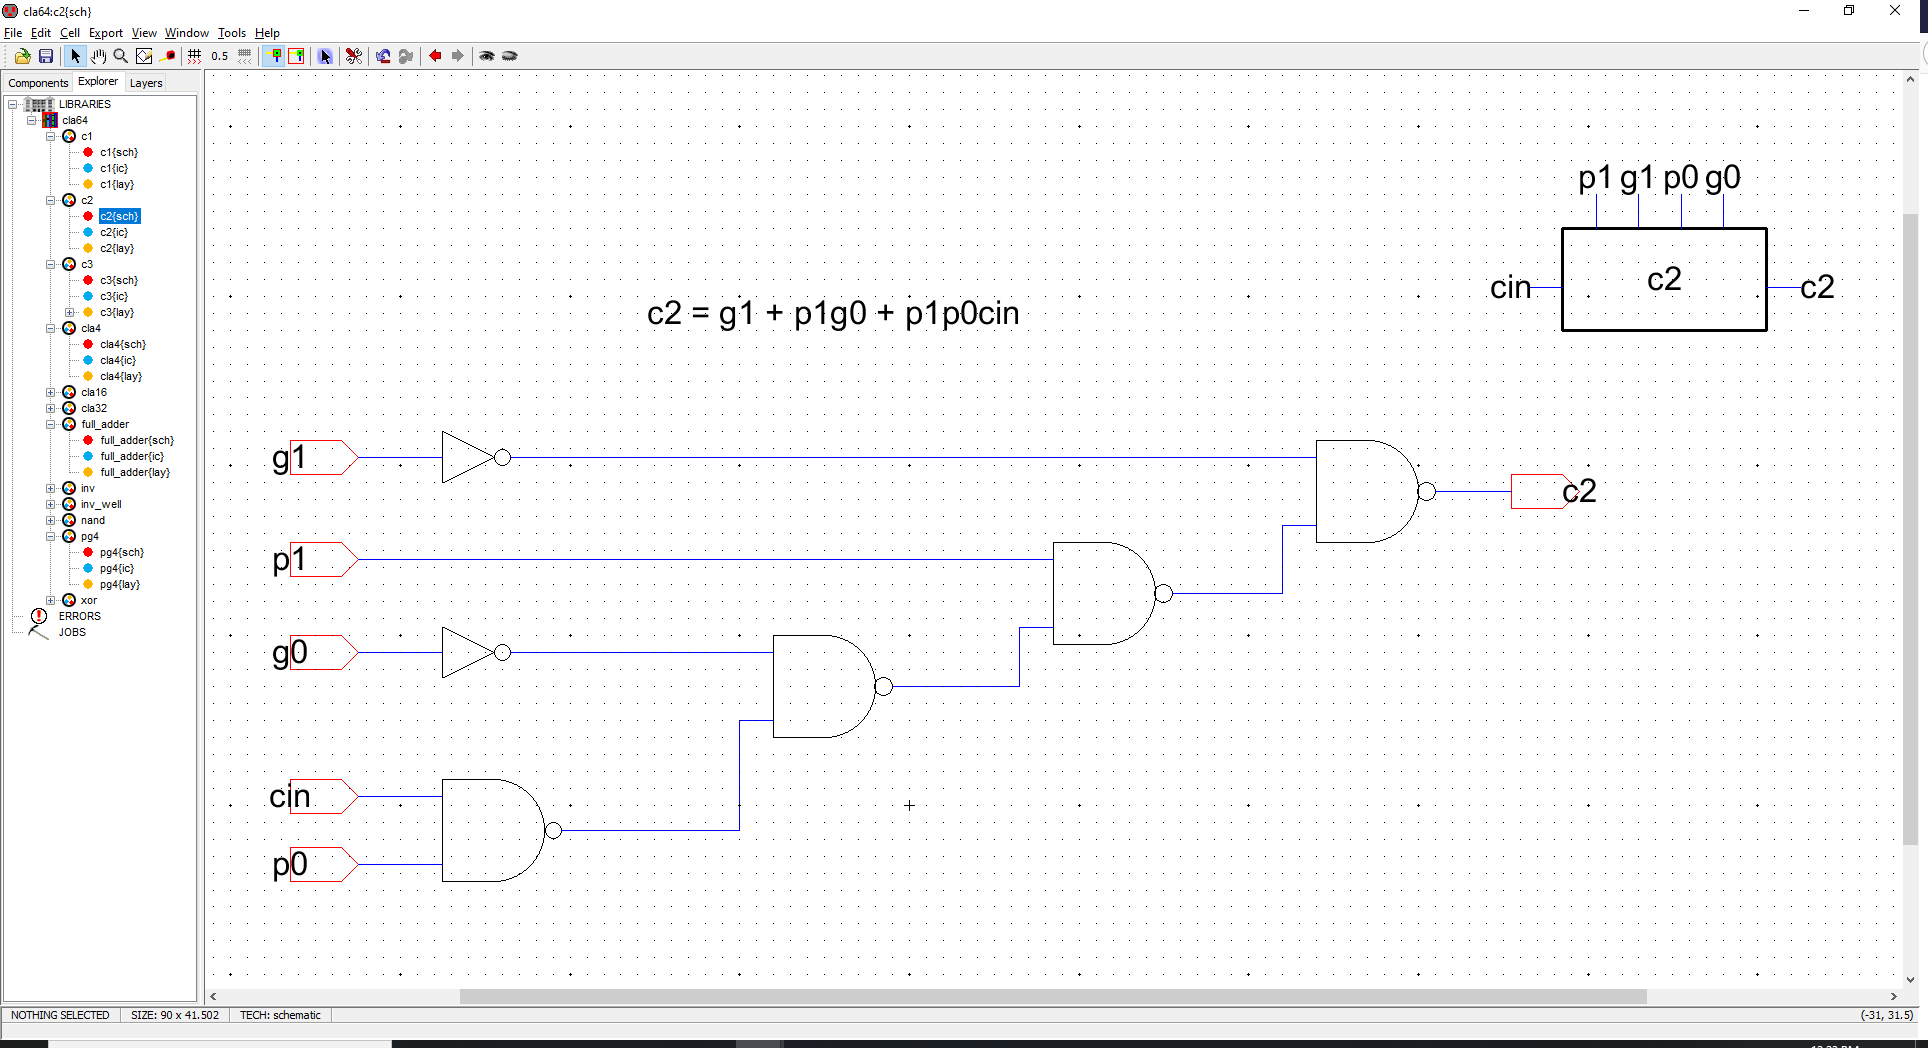 cla64:c2{sch}
File Edit Cell Export View Window Tools Help
0.5
Components Explorer Layers
LIBRARIES
cla64
c1
c1{sch}
c1{ic}
c1{lay}
c2
c2{sch}
c2{ic}
c2{lay}
c3
c3{sch}
c3{ic}
c3{lay}
cla4
cla4{sch}
cla4{ic}
cla4{lay}
cla16
cla32
full_adder
full_adder{sch}
full_adder{ic}
full_adder{lay}
inv
inv_well
nand
pg4
pg4{sch}
pg4{ic}
pg4{lay}
xor
ERRORS
JOBS
p1 g1 p0 g0
cin c2 c2
c2 = g1 + p1g0 + p1p0cin
g1
c2
p1
g0
cin
p0
NOTHING SELECTED SIZE: 90 x 41.502 TECH: schematic (-31, 31.5)